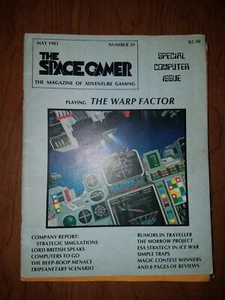 MAY 1981
NUMBER 39
$2.50
THE
SPACE GAMER
THE MAGAZINE OF ADVENTURE GAMING
SPECIAL
COMPUTER
ISSUE
PLAYING THE WARP FACTOR
COMPANY REPORT:
STRATEGIC SIMULATIONS
LORD BRITISH SPEAKS
COMPUTERS TO GO
THE BEEP-BOOP MENACE
TRIPLANETARY SCENARIO
RUMORS IN TRAVELLER
THE MORROW PROJECT
ESA STRATEGY IN ICE WAR
SIMPLE TRAPS
MAGIC CONTEST WINNERS
AND 8 PAGES OF REVIEWS